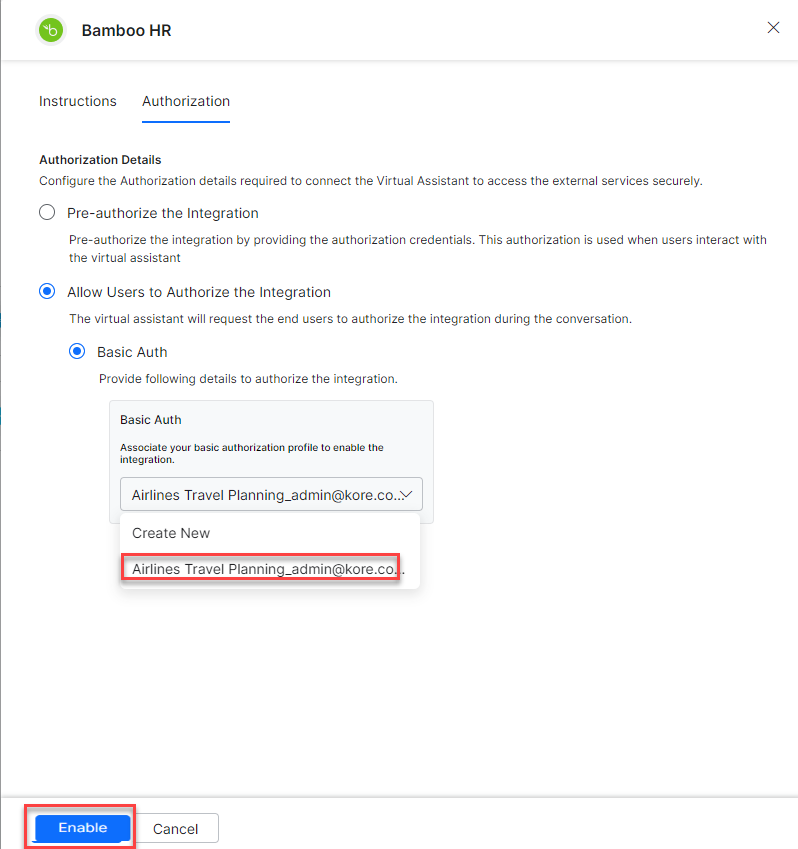 Bamboo HR
Instructions
Authorization
Authorization Details
Configure the Authorization details required to connect the Virtual Assistant to access the external services securely.
Pre-authorize the Integration
Pre-authorize the integration by providing the authorization credentials. This authorization is used when users interact with
the virtual assistant
Allow Users to Authorize the Integration
The virtual assistant will request the end users to authorize the integration during the conversation.
Basic Auth
Provide following details to authorize the integration.
Basic Auth
Associate your basic authorization profile to enable the
integration.
Airlines Travel Planning_admin@kore.co...
Create New
Airlines Travel Planning_admin@kore.co...
Enable
Cancel